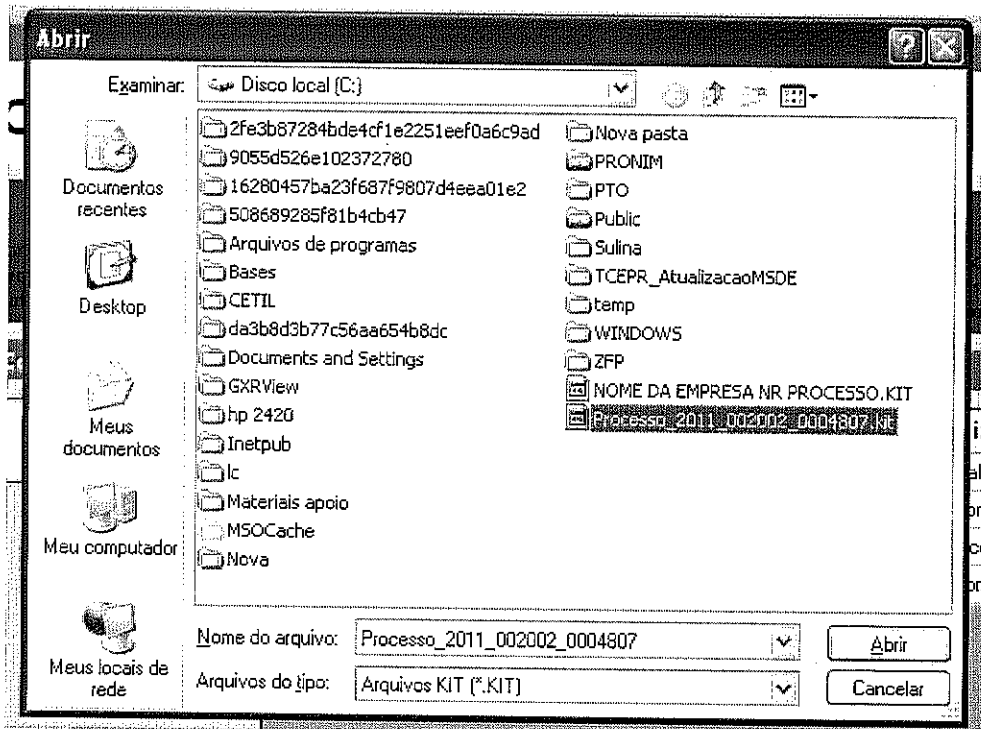 Abrir
Examinar:
Disco local (C:)
2fe3b87284bde4cf1e2251eef0a6c9ad
9055d526e102372780
16280457ba23f687f9807d4eea01e2
508689285f81b4cb47
Arquivos de programas
Bases
CETIL
da3b8d3b77c56aa654b8dc
Documents and Settings
GXRView
hp 2420
Inetpub
lc
Materiais apoio
MSOCache
Nova
Nova pasta
PRONIM
PTO
Public
Sulina
TCEPR_AtualizacaoMSDE
temp
WINDOWS
ZFP
NOME DA EMPRESA NR PROCESSO.KIT
Processo_2011_002002_0004807.kit
Documentos
recentes
Desktop
Meus
documentos
Meu computador
Meus locais de
rede
Nome do arquivo:
Processo_2011_002002_0004807
Abrir
Arquivos do tipo:
Arquivos KIT (*.KIT)
Cancelar